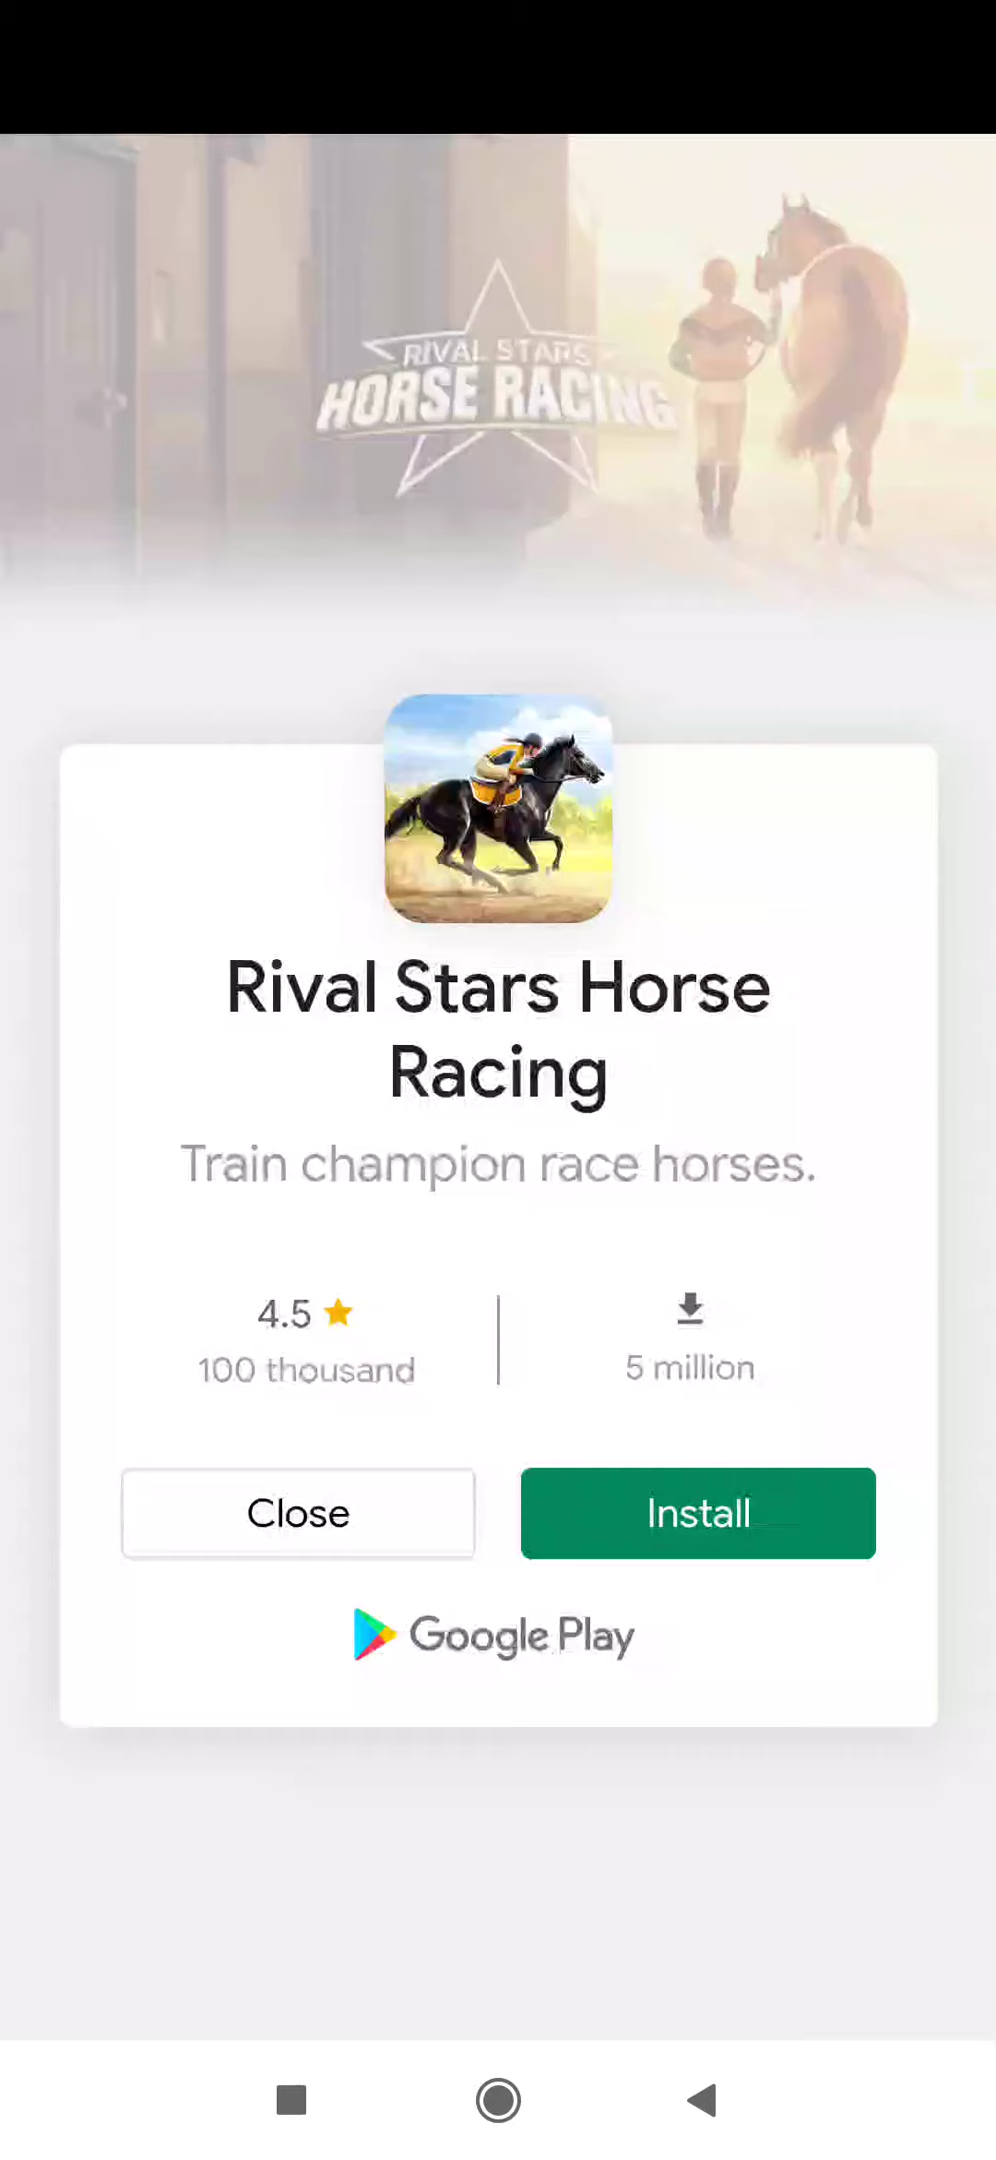 RIVAL STARS
HORSE RACING
Rival Stars Horse
Racing
Train champion race horses.
4.5
100 thousand
5 million
Close
Install
Google Play